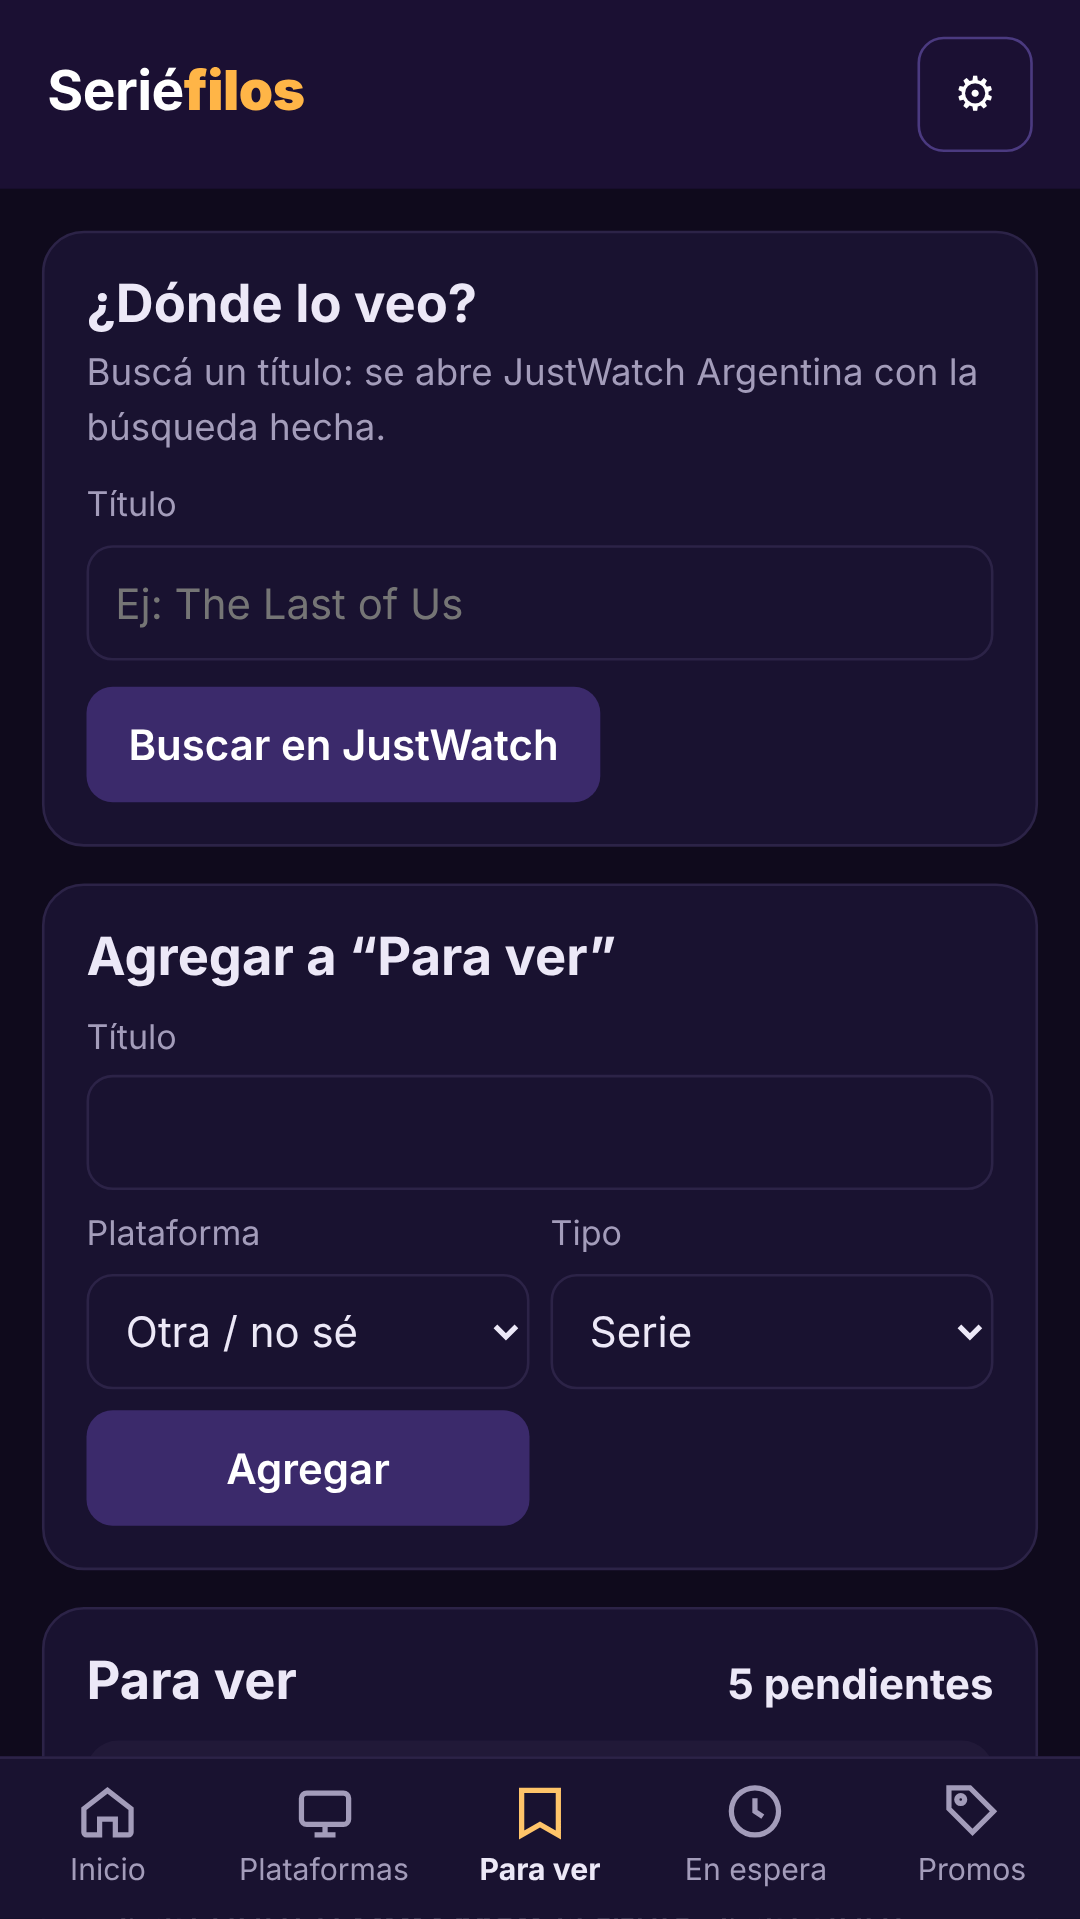 Seriéfilos
¿Dónde lo veo?
Buscá un título: se abre JustWatch Argentina con la
búsqueda hecha.
Título
Ej: The Last of Us
Buscar en JustWatch
Agregar a “Para ver”
Título
Plataforma Tipo
Otra / no sé Serie
Agregar
Para ver 5 pendientes
Inicio Plataformas Para ver En espera Promos